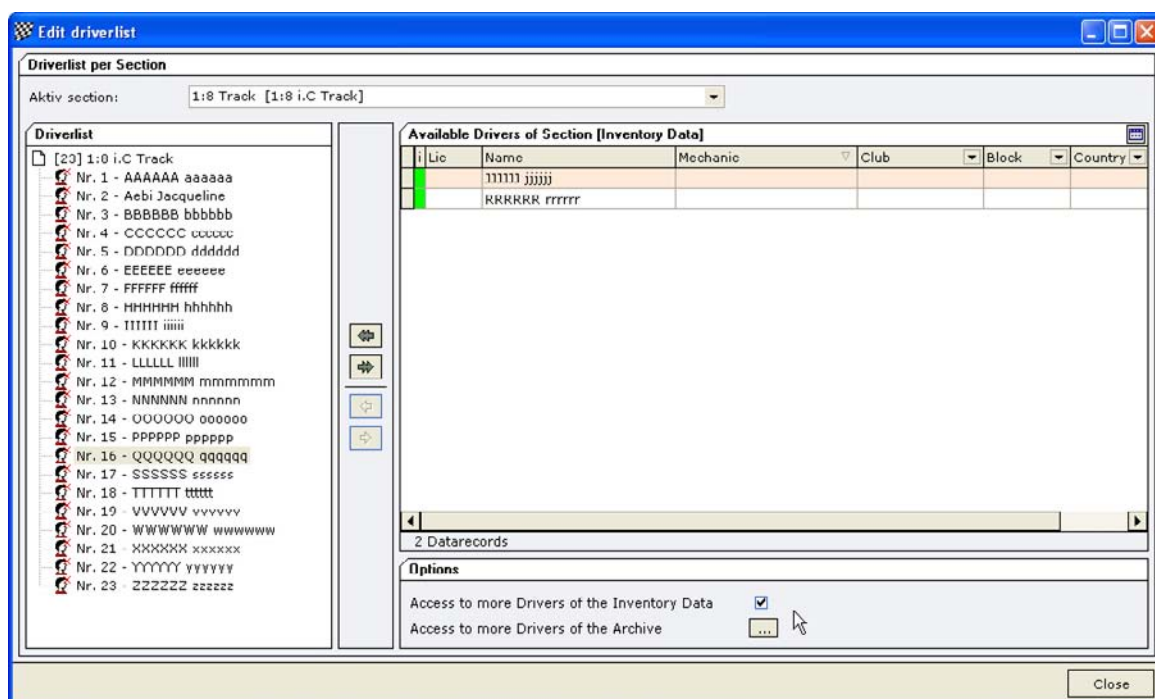 Edit driverlist
Driverlist per Section
Aktiv section: 1:8 Track [1:8 i.C Track]
Driverlist
[23] 1:8 i.C Track
Nr. 1 - AAAAAA aaaaaa
Nr. 2 - Aebi Jacqueline
Nr. 3 - BBBBBB bbbbbb
Nr. 4 - CCCCCC cccccc
Nr. 5 - DDDDDD dddddd
Nr. 6 - EEEEEE eeeeee
Nr. 7 - FFFFFF ffffff
Nr. 8 - HHHHHH hhhhhh
Nr. 9 - IIIIII iiiiii
Nr. 10 - KKKKKK kkkkkk
Nr. 11 - LLLLLL llllll
Nr. 12 - MMMMMM mmmmmm
Nr. 13 - NNNNNN nnnnnn
Nr. 14 - OOOOOO oooooo
Nr. 15 - PPPPPP pppppp
Nr. 16 - QQQQQQ qqqqqq
Nr. 17 - SSSSSS ssssss
Nr. 18 - TTTTTT tttttt
Nr. 19 - VVVVVV vvvvvv
Nr. 20 - WWWWWW wwwwww
Nr. 21 - XXXXXX xxxxxx
Nr. 22 - YYYYYY yyyyyy
Nr. 23 - ZZZZZZ zzzzzz
Available Drivers of Section [Inventory Data]
i Lic Name Mechanic Club Block Country
JJJJJJ jjjjjj
RRRRRR rrrrrr
2 Datarecords
Options
Access to more Drivers of the Inventory Data
Access to more Drivers of the Archive ...
Close